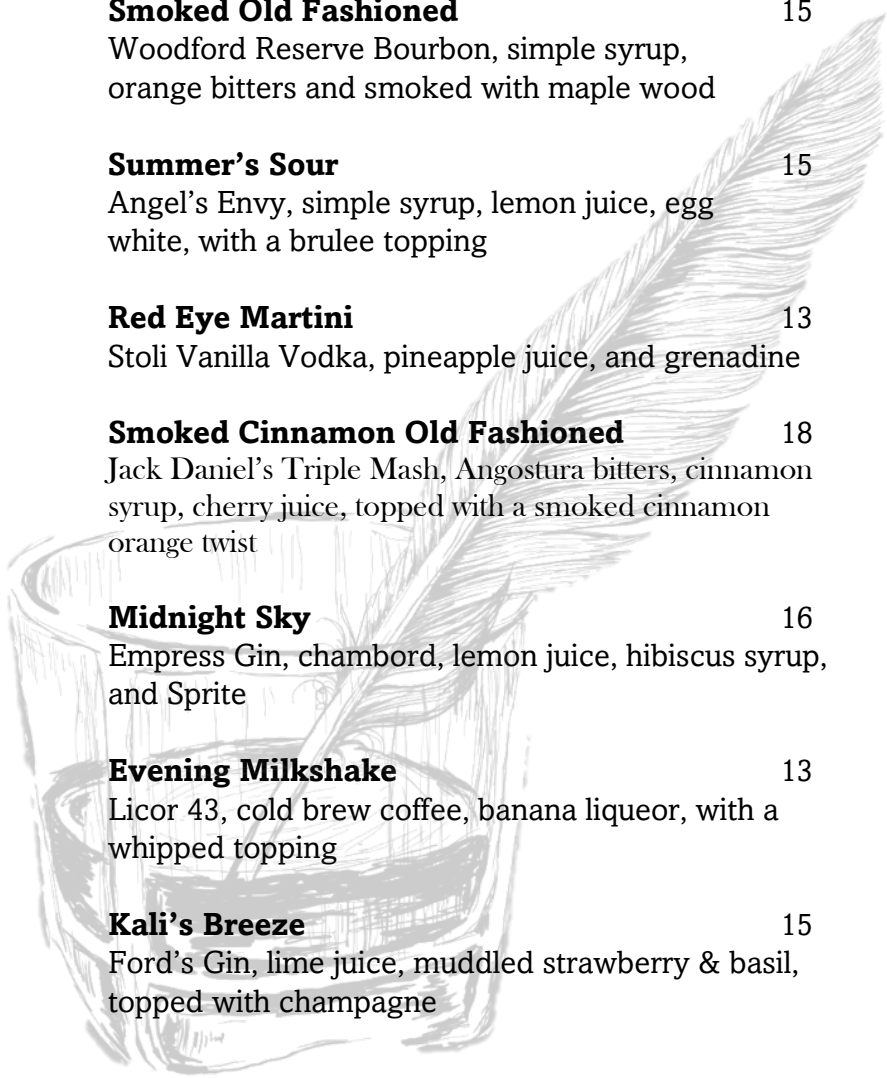 Smoked Old Fashioned 15
Woodford Reserve Bourbon, simple syrup,
orange bitters and smoked with maple wood
Summer’s Sour 15
Angel’s Envy, simple syrup, lemon juice, egg
white, with a brulee topping
Red Eye Martini 13
Stoli Vanilla Vodka, pineapple juice, and grenadine
Smoked Cinnamon Old Fashioned 18
Jack Daniel’s Triple Mash, Angostura bitters, cinnamon
syrup, cherry juice, topped with a smoked cinnamon
orange twist
Midnight Sky 16
Empress Gin, chambord, lemon juice, hibiscus syrup,
and Sprite
Evening Milkshake 13
Licor 43, cold brew coffee, banana liqueor, with a
whipped topping
Kali’s Breeze 15
Ford’s Gin, lime juice, muddled strawberry & basil,
topped with champagne